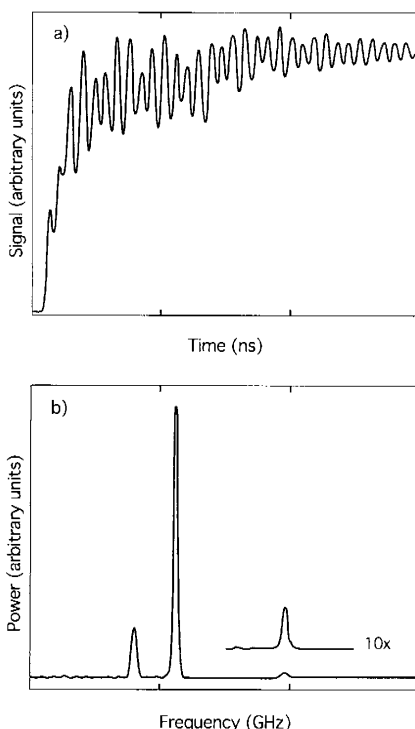 a)
Signal (arbitrary units)
Time (ns)
b)
Power (arbitrary units)
10x
Frequency (GHz)